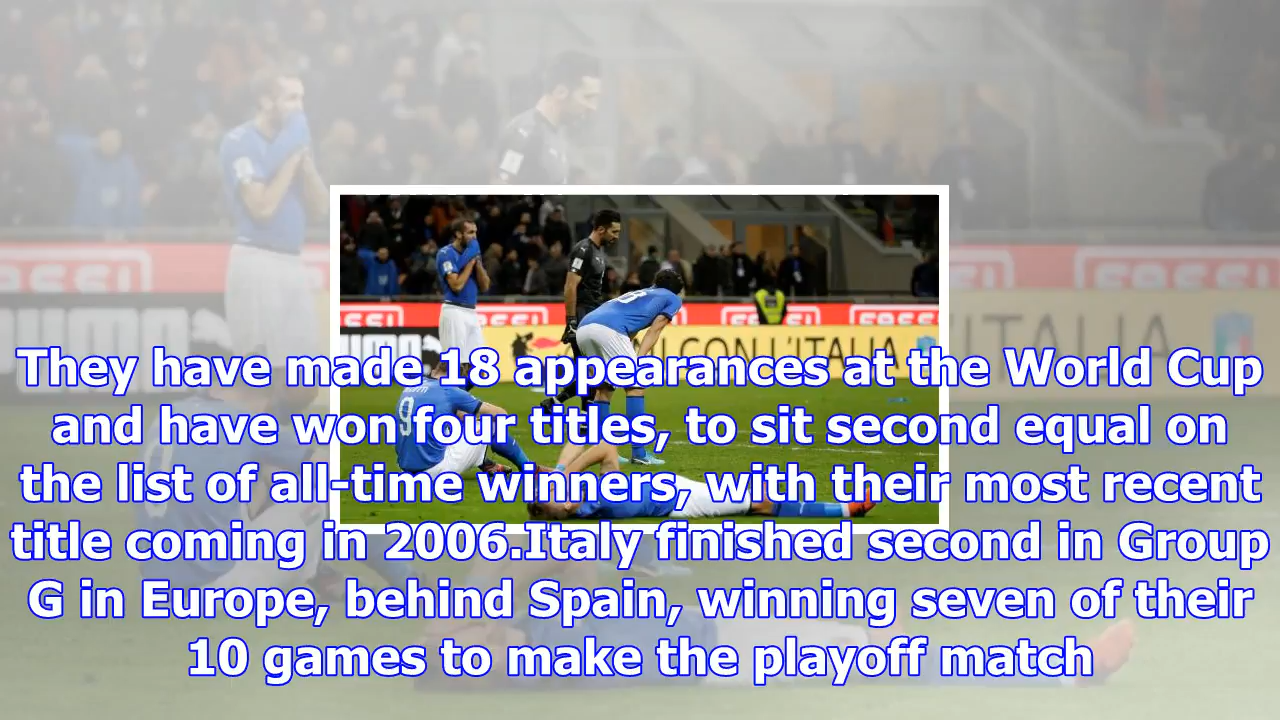 They have made 18 appearances at the World Cup
and have won four titles, to sit second equal on
the list of all-time winners, with their most recent
title coming in 2006.Italy finished second in Group
G in Europe, behind Spain, winning seven of their
10 games to make the playoff match
L'ITALIA
9